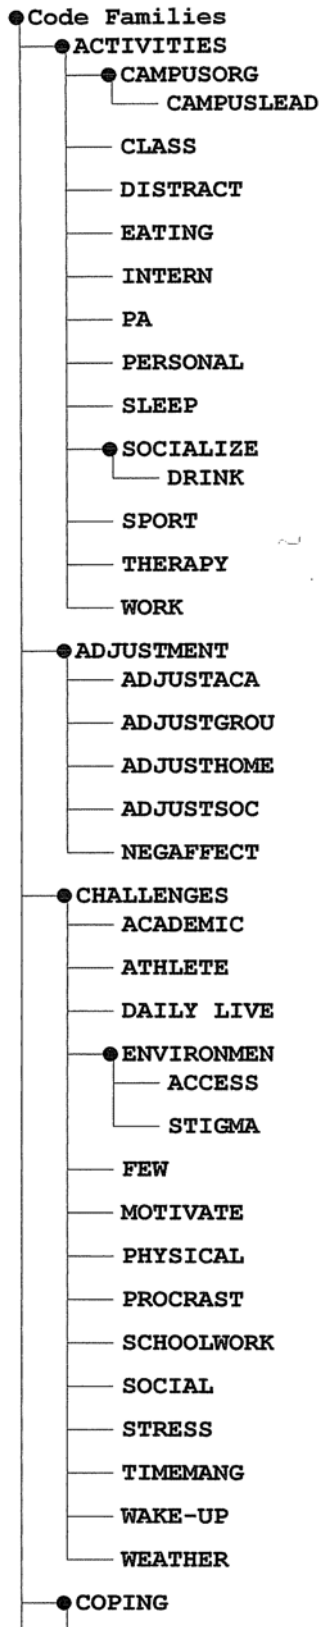 Code Families
ACTIVITIES
CAMPUSORG
CAMPUSLEAD
CLASS
DISTRACT
EATING
INTERN
PA
PERSONAL
SLEEP
SOCIALIZE
DRINK
SPORT
THERAPY
WORK
ADJUSTMENT
ADJUSTACA
ADJUSTGROU
ADJUSTHOME
ADJUSTSOC
NEGAFFECT
CHALLENGES
ACADEMIC
ATHLETE
DAILY LIVE
ENVIRONMEN
ACCESS
STIGMA
FEW
MOTIVATE
PHYSICAL
PROCRAST
SCHOOLWORK
SOCIAL
STRESS
TIMEMANG
WAKE-UP
WEATHER
COPING